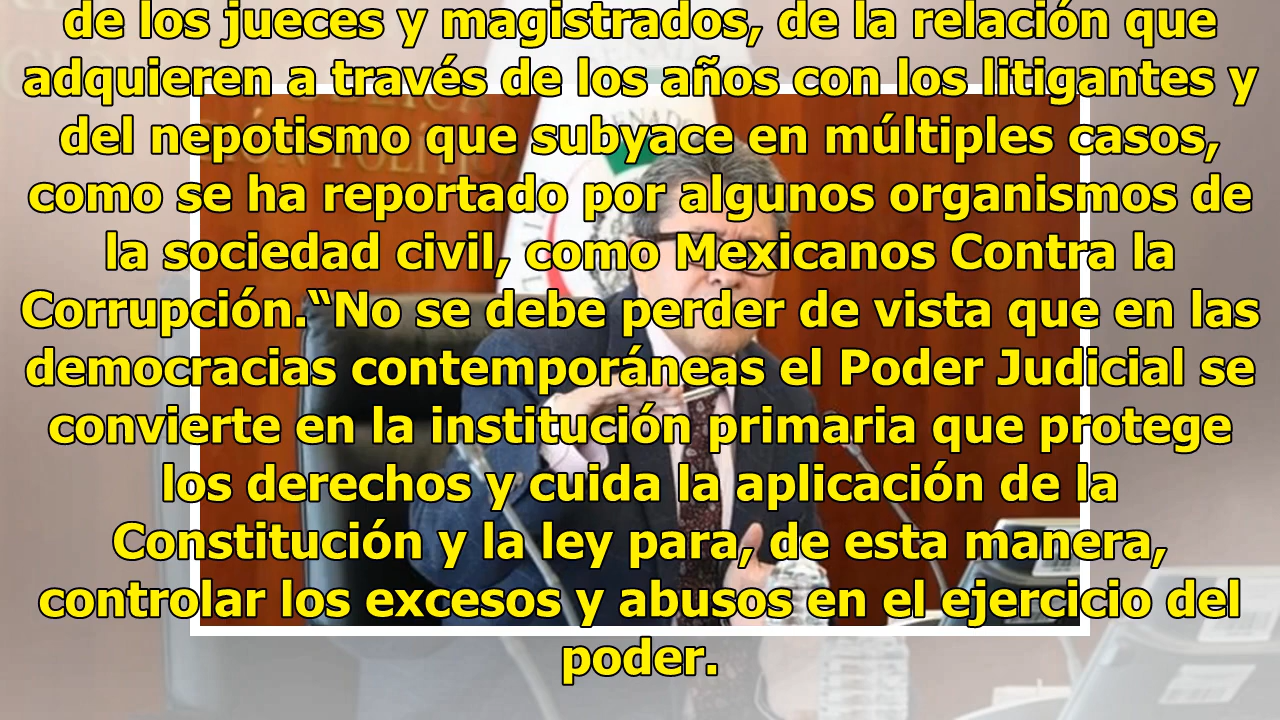 de los jueces y magistrados, de la relación que
adquieren a través de los años con los litigantes y
del nepotismo que subyace en múltiples casos,
como se ha reportado por algunos organismos de
la sociedad civil, como Mexicanos Contra la
Corrupción.“No se debe perder de vista que en las
democracias contemporáneas el Poder Judicial se
convierte en la institución primaria que protege
los derechos y cuida la aplicación de la
Constitución y la ley para, de esta manera,
controlar los excesos y abusos en el ejercicio del
poder.